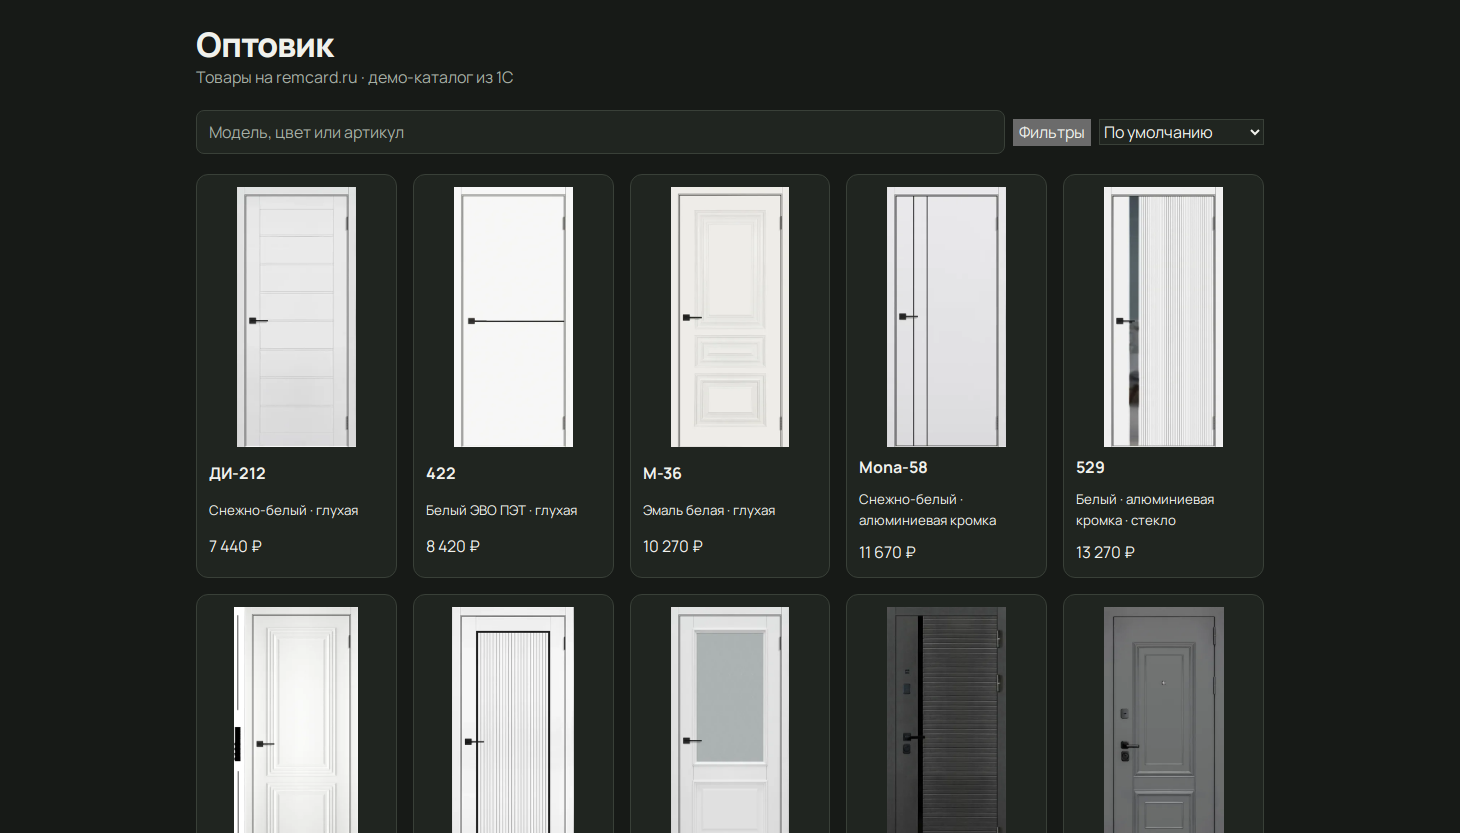 Оптовик
Товары на remcard.ru · демо-каталог из 1С
Модель, цвет или артикул
Фильтры
По умолчанию
ДИ-212
Снежно-белый · глухая
7 440 ₽
422
Белый ЭВО ПЭТ · глухая
8 420 ₽
М-36
Эмаль белая · глухая
10 270 ₽
Mona-58
Снежно-белый ·
алюминиевая кромка
11 670 ₽
529
Белый · алюминиевая
кромка · стекло
13 270 ₽